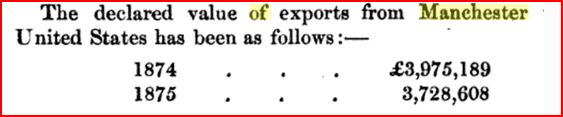 The declared value of exports from Manchester
United States has been as follows:—
1874 . . . £3,975,189
1875 . . . 3,728,608